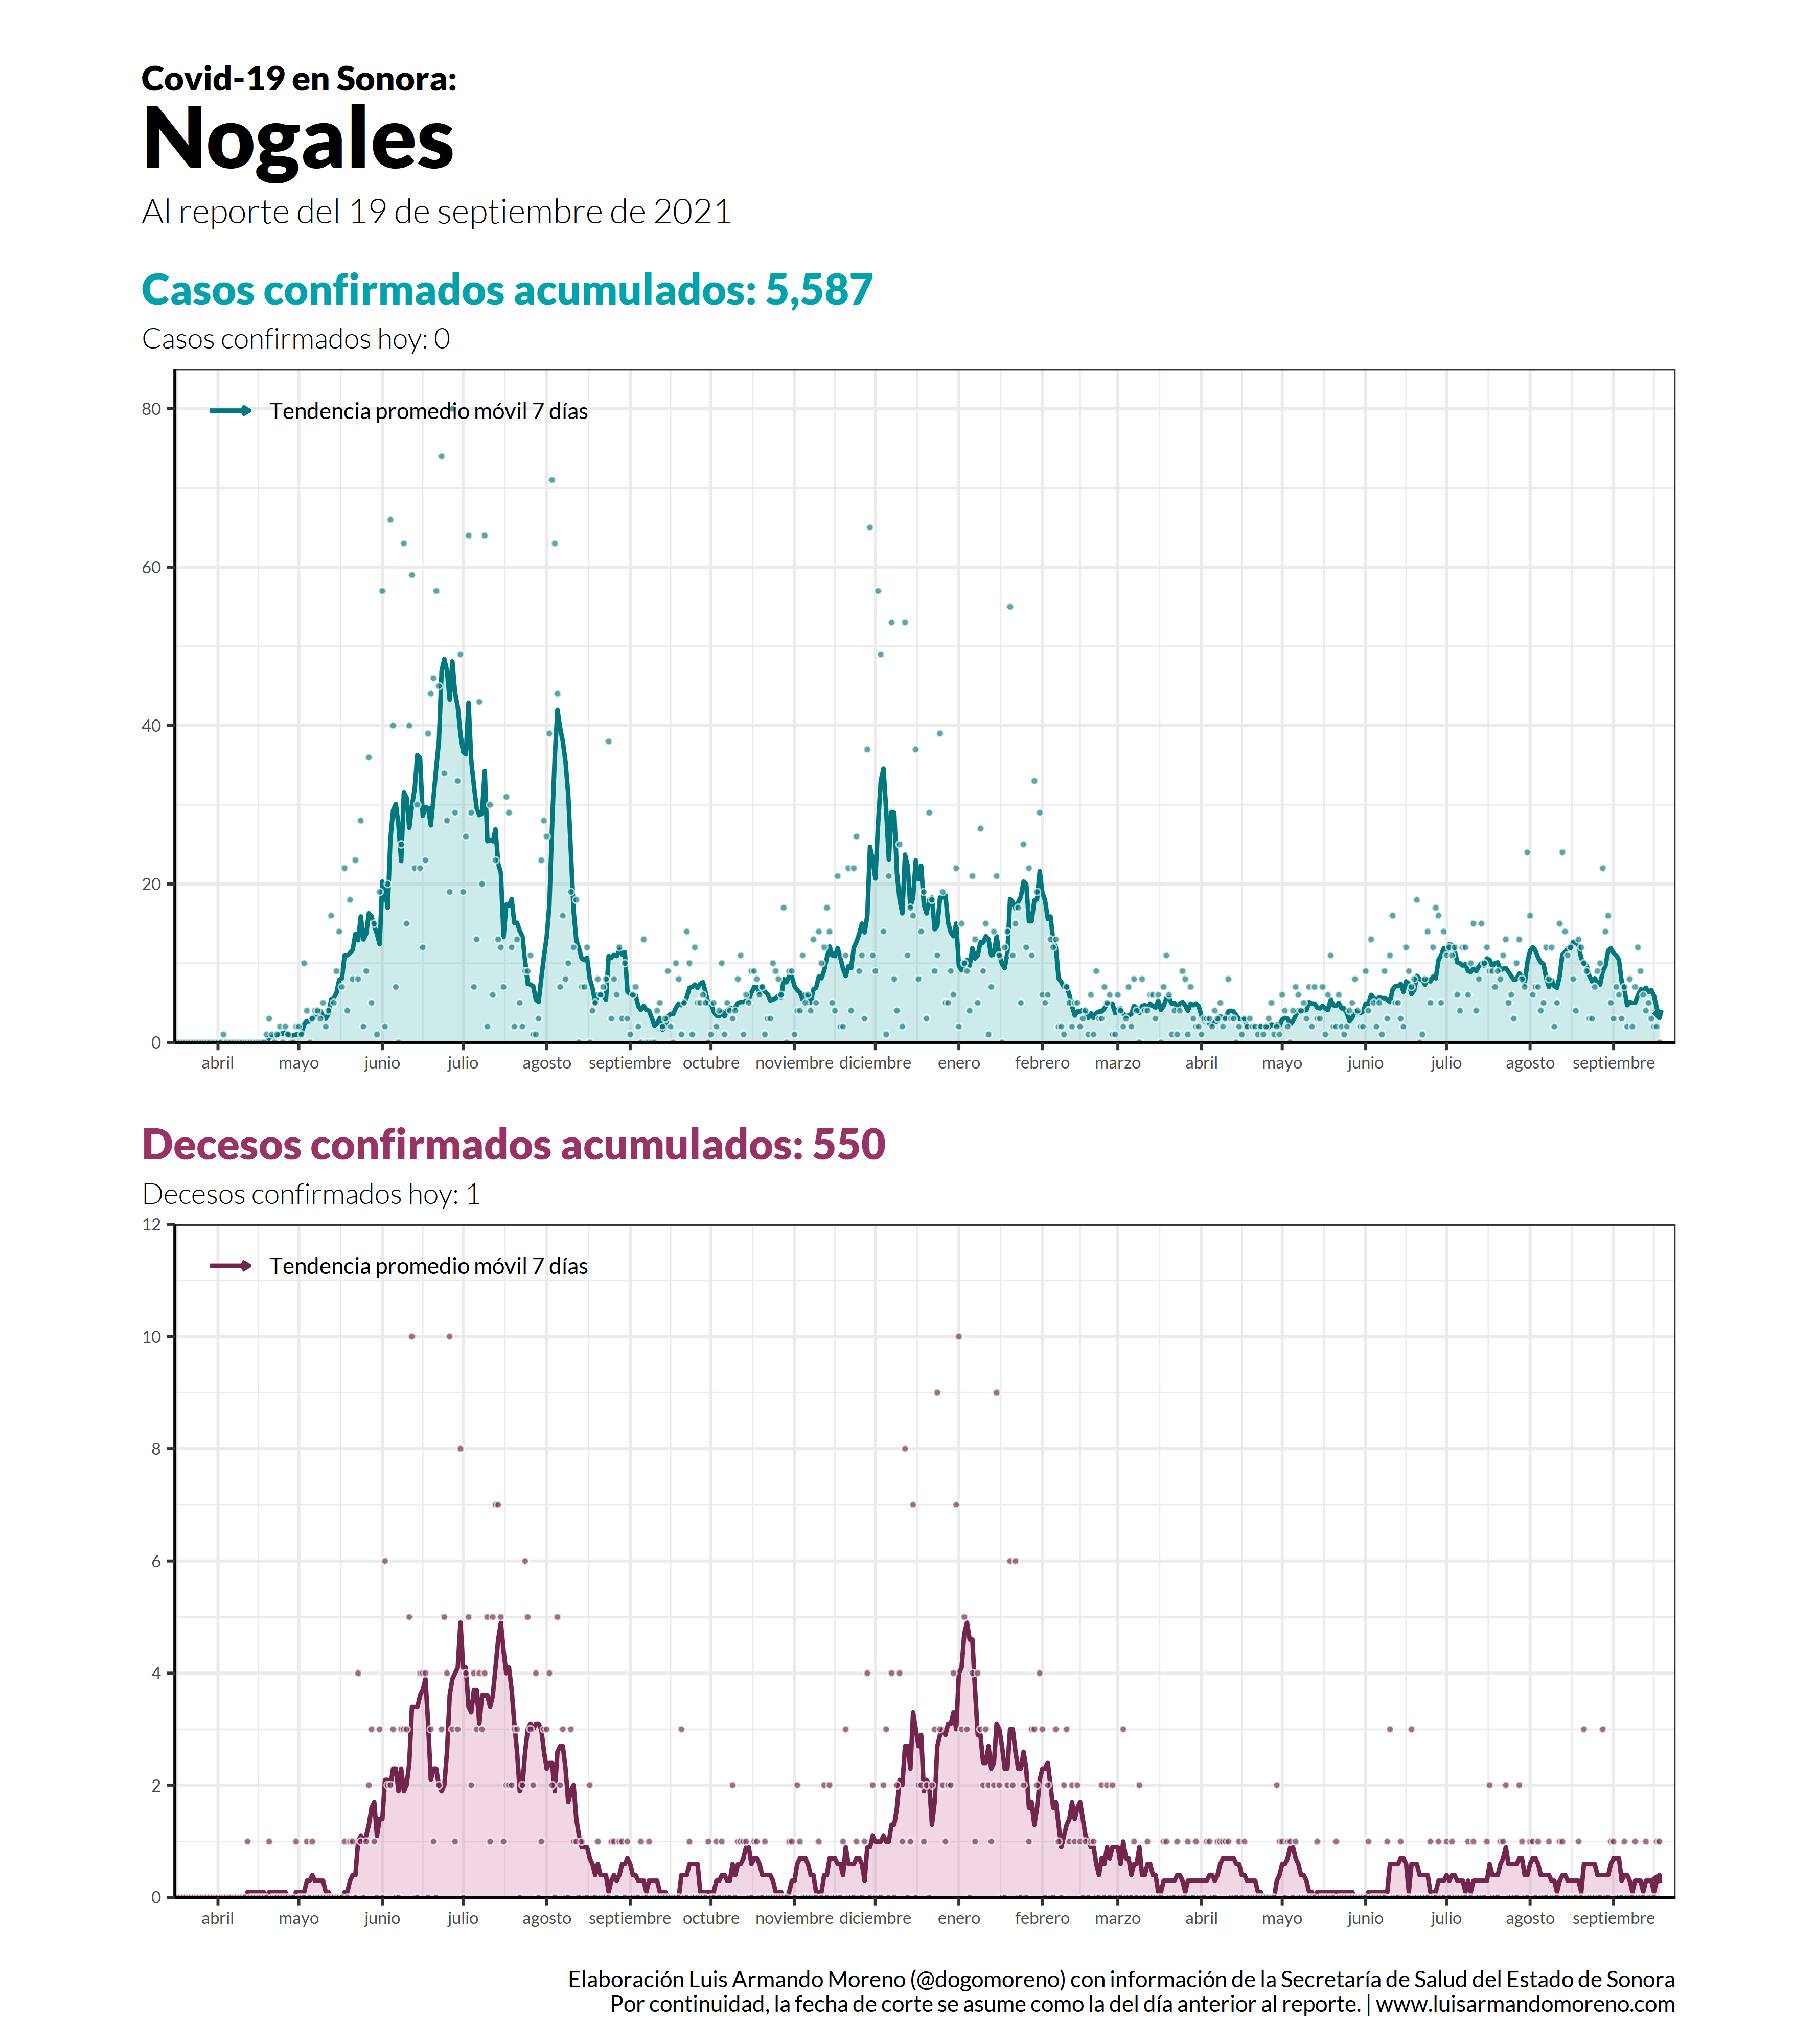 Covid-19 en Sonora:
Nogales
Al reporte del 19 de septiembre de 2021
Casos confirmados acumulados: 5,587
Casos confirmados hoy: 0
Tendencia promedio móvil 7 días
80
60
40
20
0
abril mayo junio julio agosto septiembre octubre noviembre diciembre enero febrero marzo abril mayo junio julio agosto septiembre
Decesos confirmados acumulados: 550
Decesos confirmados hoy: 1
12
Tendencia promedio móvil 7 días
10
8
6
4
2
0
abril mayo junio julio agosto septiembre octubre noviembre diciembre enero febrero marzo abril mayo junio julio agosto septiembre
Elaboración Luis Armando Moreno (@dogomoreno) con información de la Secretaría de Salud del Estado de Sonora
Por continuidad, la fecha de corte se asume como la del día anterior al reporte. | www.luisarmandomoreno.com